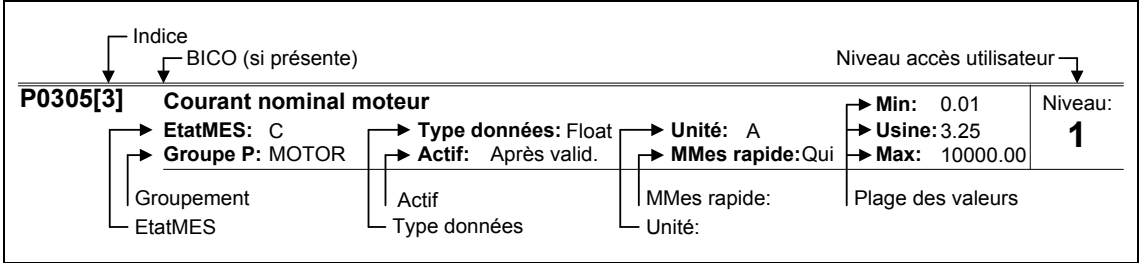 Indice
BICO (si présente)
Niveau accès utilisateur
P0305[3] Courant nominal moteur Min: 0.01 Niveau:
EtatMES: C Type données: Float Unité: A Usine: 3.25 1
Groupe P: MOTOR Actif: Après valid. MMes rapide: Qui Max: 10000.00
Groupement Actif MMes rapide: Plage des valeurs
EtatMES Type données Unité: